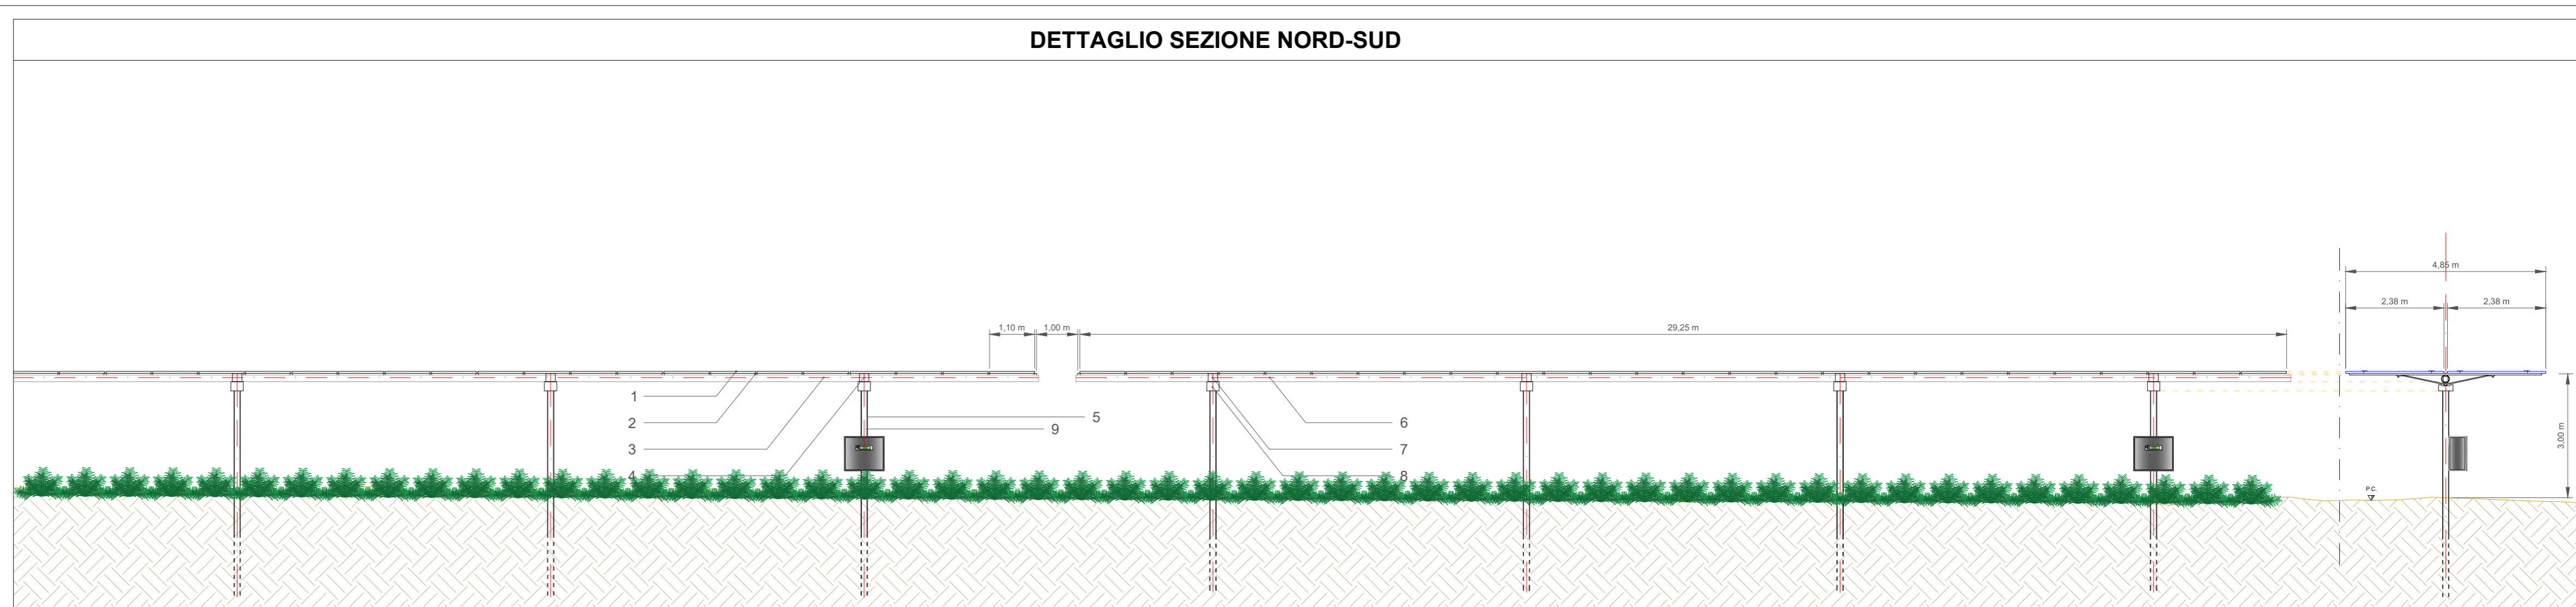 DETTAGLIO SEZIONE NORD-SUD
4,85 m
2,38 m
2,38 m
1,10 m
1,00 m
29,25 m
1
2
3
4
5
9
6
7
8
3,00 m
P.C.